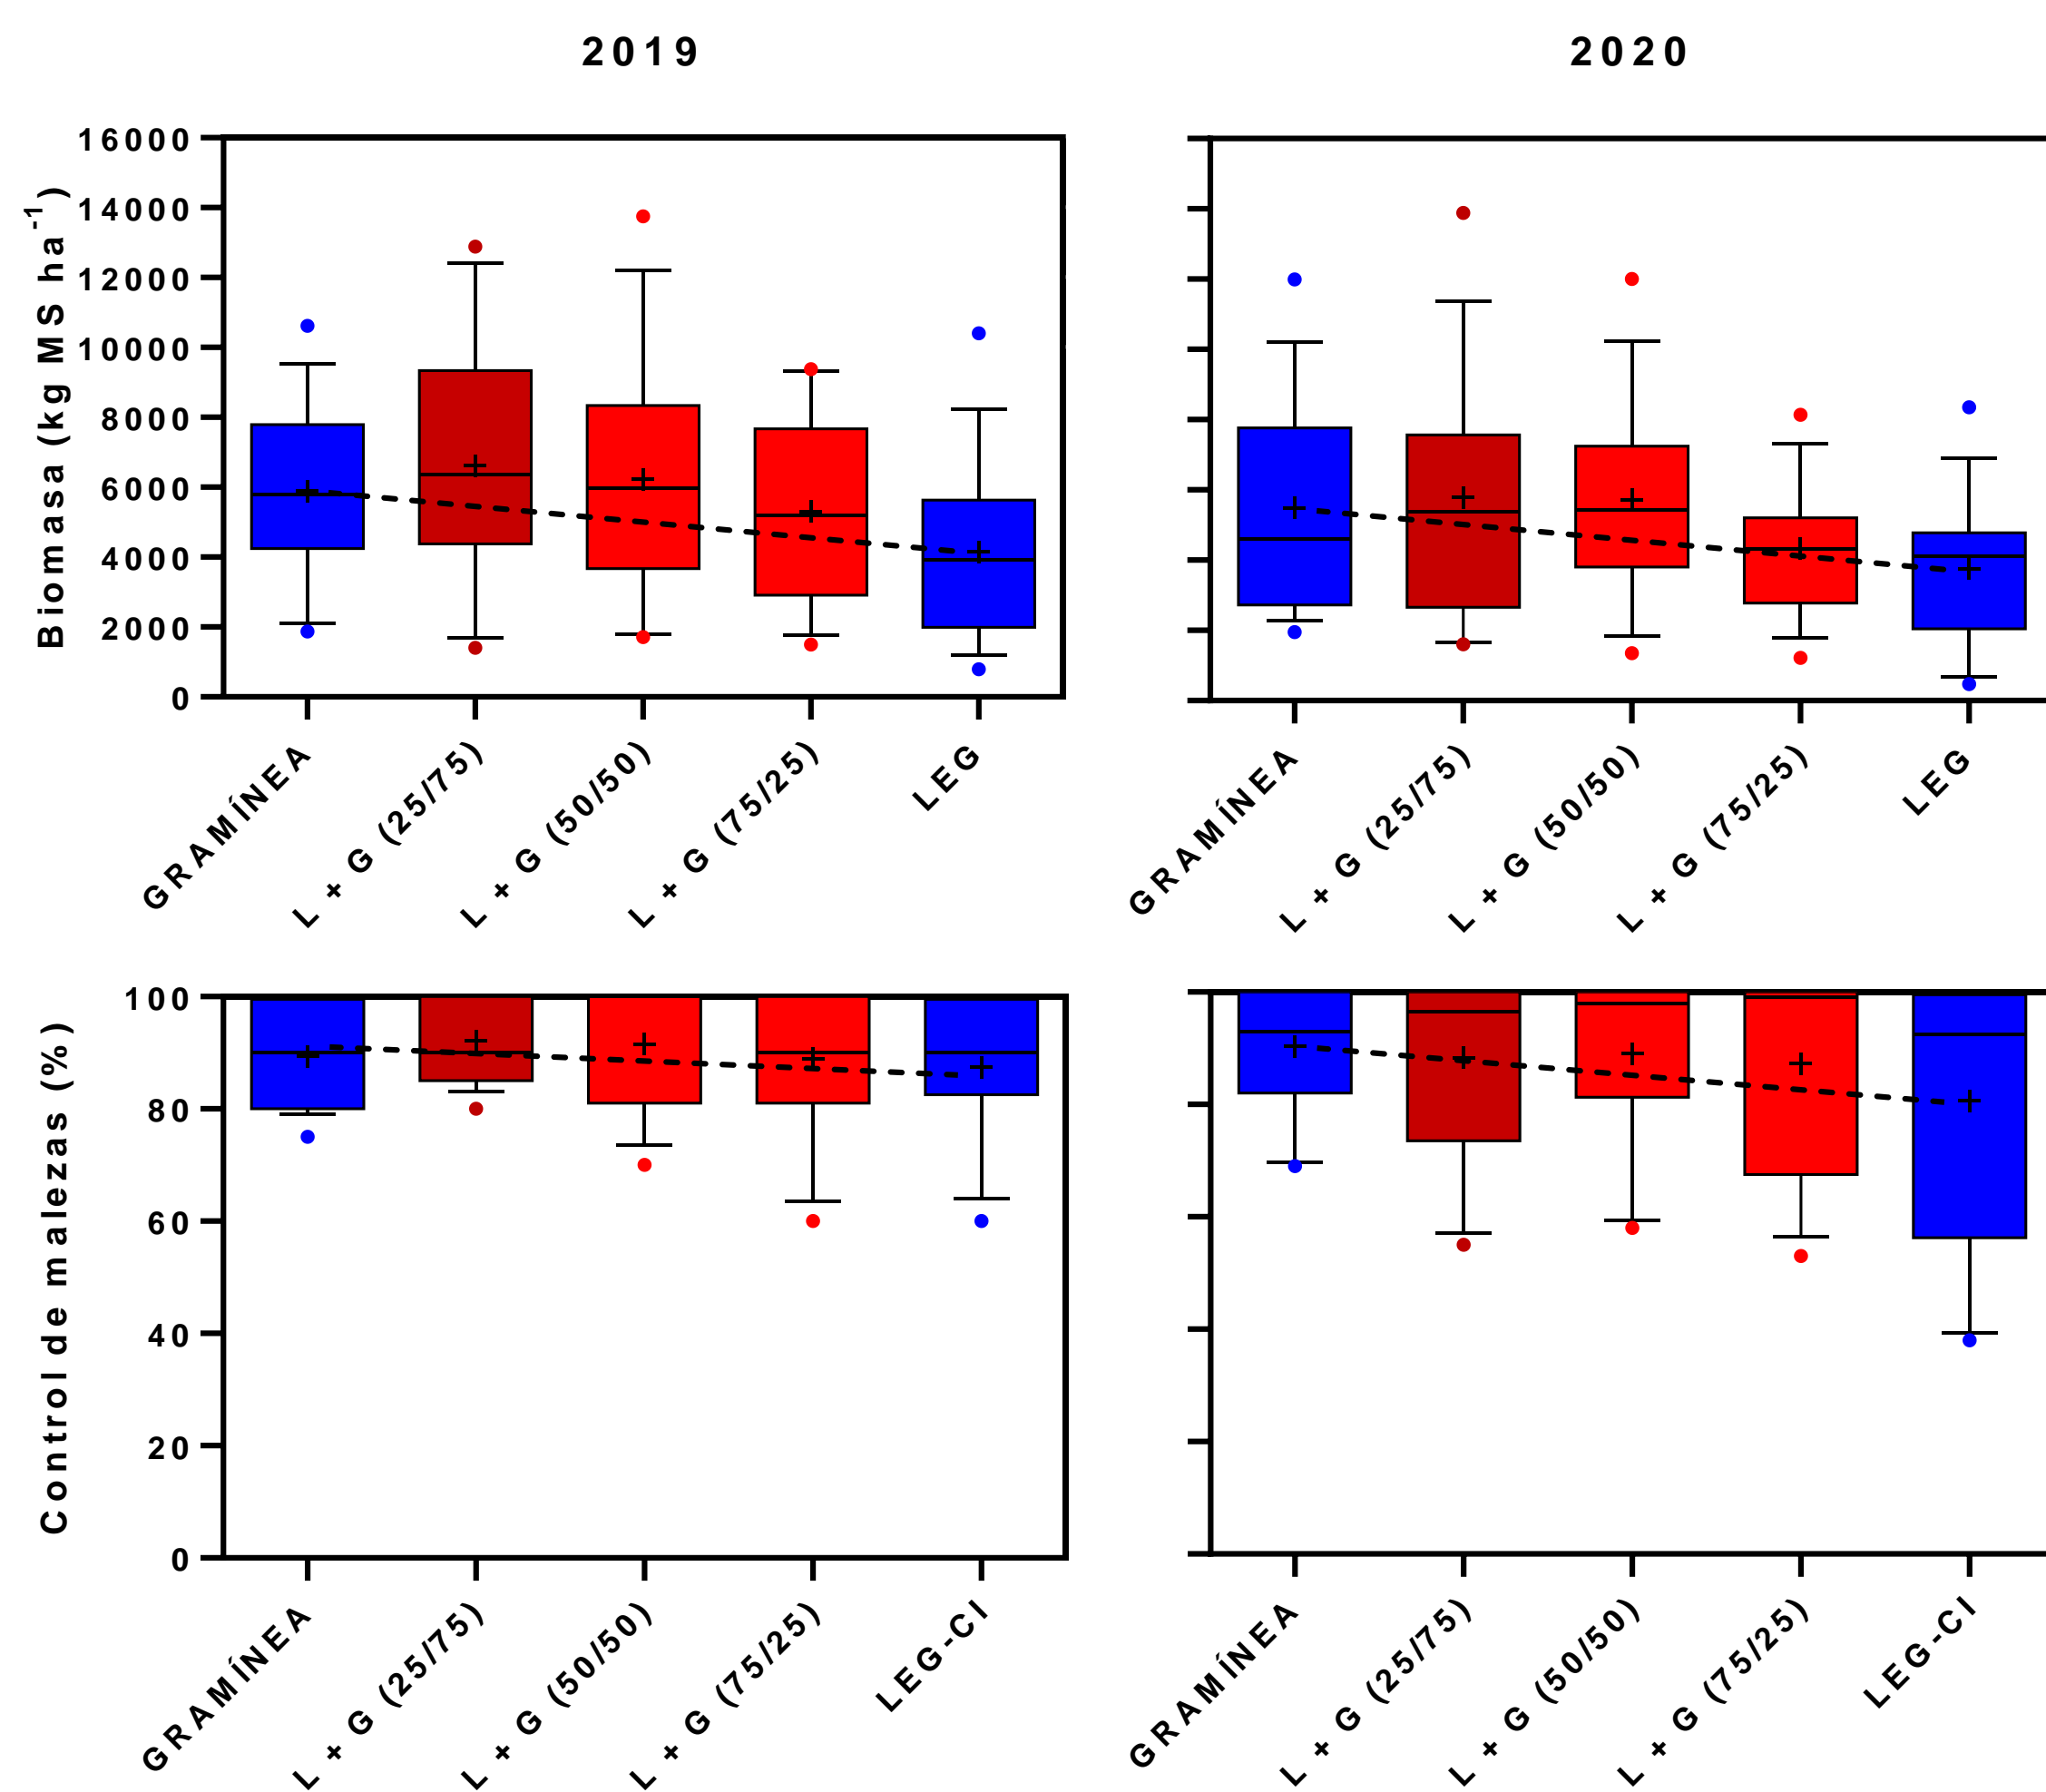 2019
2020
Biomasa (kg MS ha-1)
16000
14000
12000
10000
8000
6000
4000
2000
0
GRAMÍNEA
L + G (25/75)
L + G (50/50)
L + G (75/25)
LEG
GRAMÍNEA
L + G (25/75)
L + G (50/50)
L + G (75/25)
LEG
Control de malezas (%)
100
80
60
40
20
0
GRAMÍNEA
L + G (25/75)
L + G (50/50)
L + G (75/25)
LEG-CI
GRAMÍNEA
L + G (25/75)
L + G (50/50)
L + G (75/25)
LEG-CI